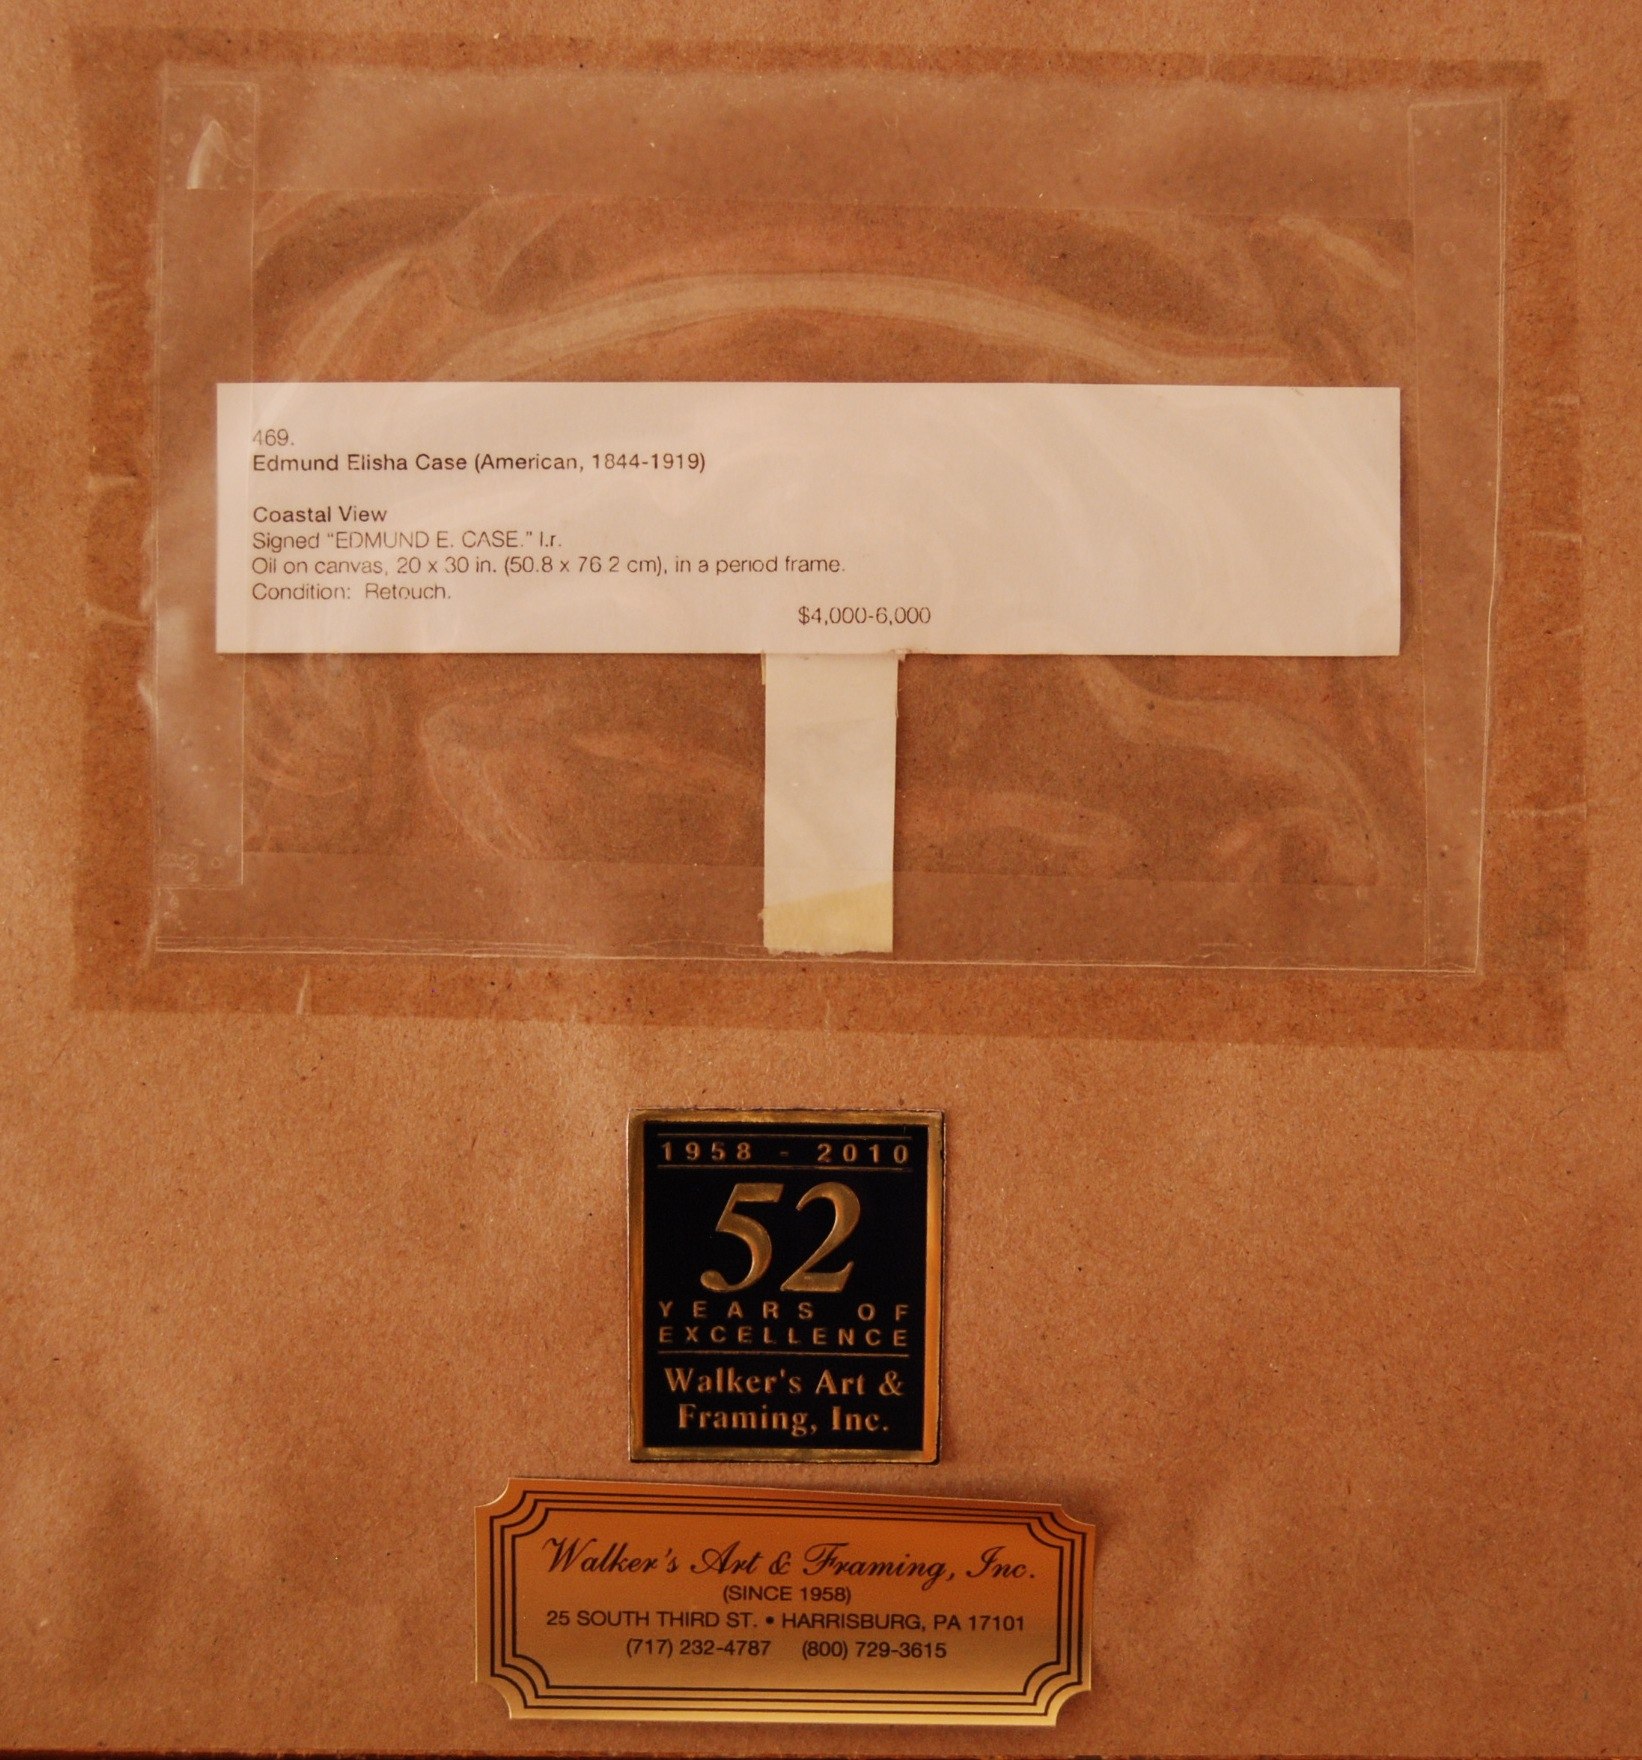 469.
Edmund Elisha Case (American, 1844-1919)
Coastal View
Signed “EDMUND E. CASE.” l.r.
Oil on canvas, 20 x 30 in. (50.8 x 76 2 cm), in a period frame.
Condition: Retouch.
$4,000-6,000
1958 - 2010
52
YEARS OF
EXCELLENCE
Walker's Art &
Framing, Inc.
Walker's Art & Framing, Inc.
(SINCE 1958)
25 SOUTH THIRD ST. • HARRISBURG, PA 17101
(717) 232-4787 (800) 729-3615